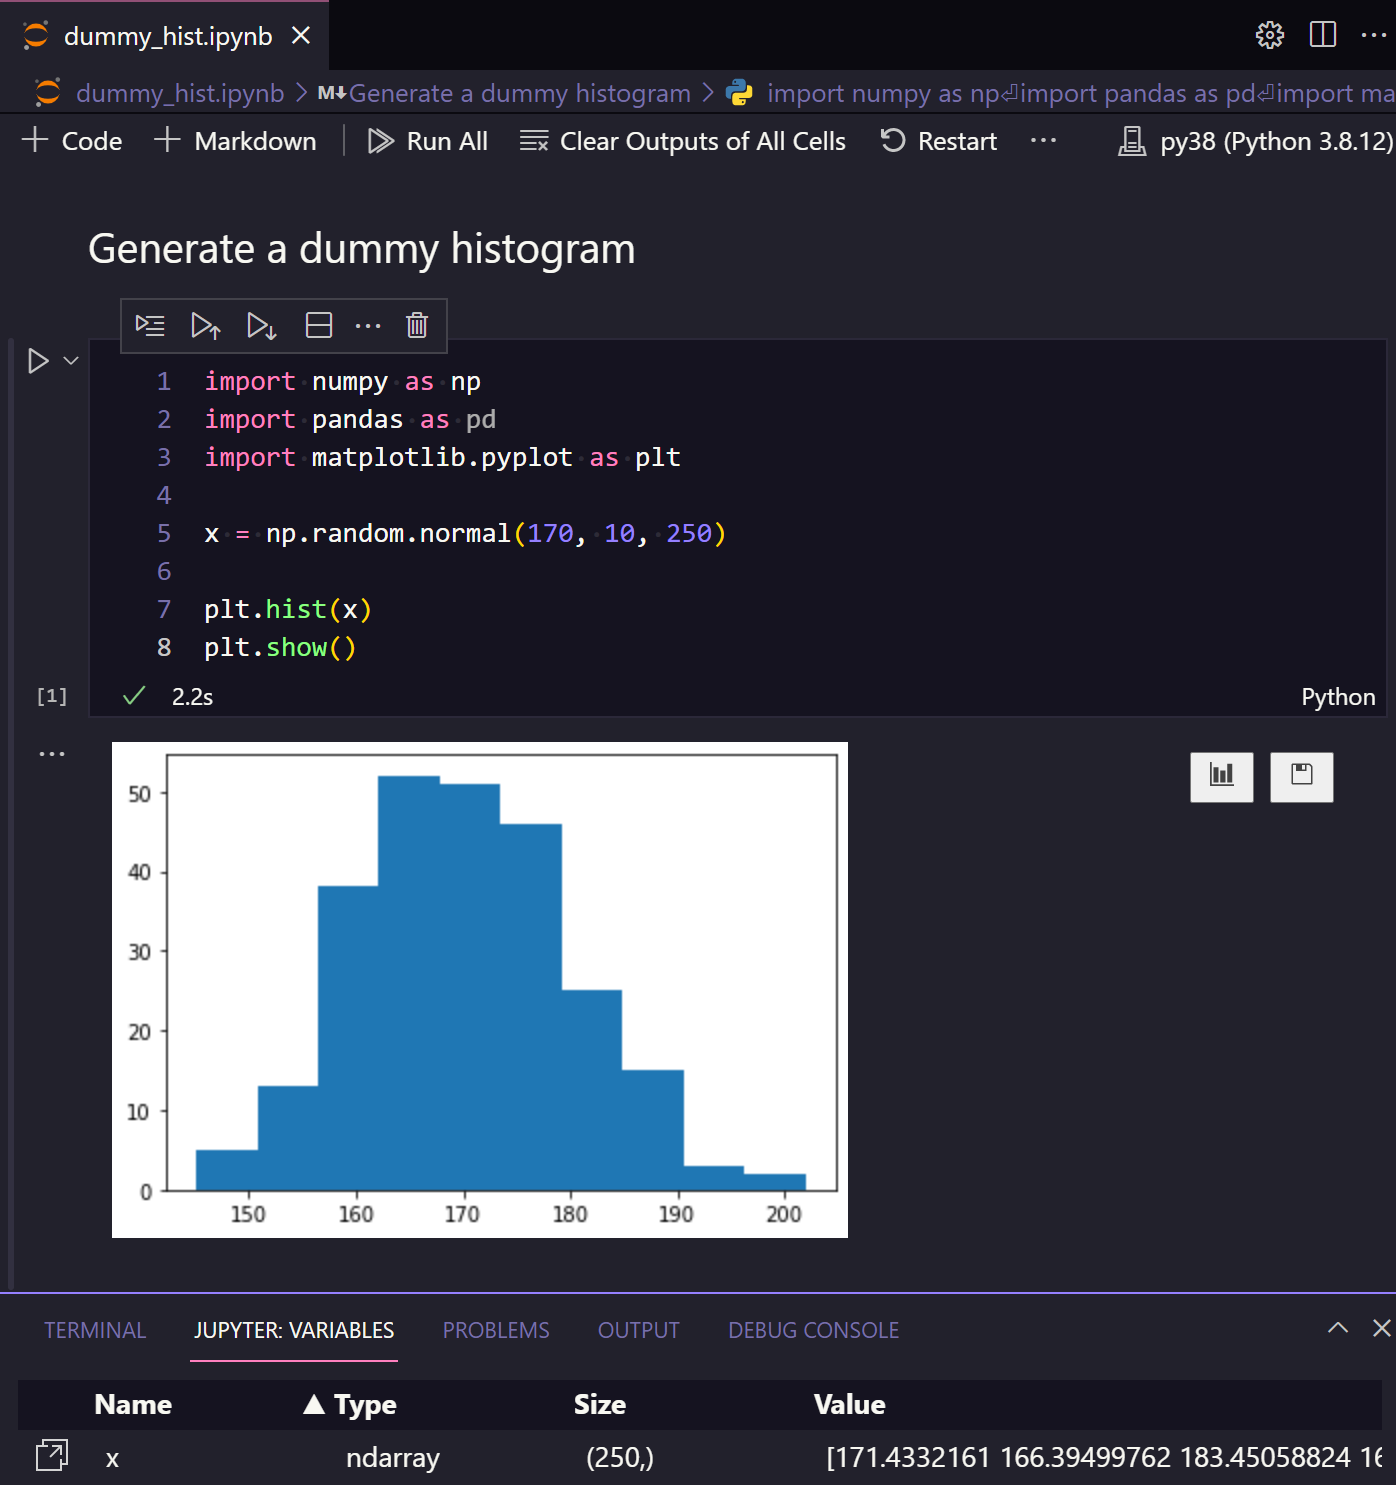 dummy_hist.ipynb
dummy_hist.ipynb > M↓Generate a dummy histogram > import numpy as np⏎import pandas as pd⏎import ma
Code Markdown Run All Clear Outputs of All Cells Restart ... py38 (Python 3.8.12)
Generate a dummy histogram
1 import numpy as np
2 import pandas as pd
3 import matplotlib.pyplot as plt
4
5 x = np.random.normal(170, 10, 250)
6
7 plt.hist(x)
8 plt.show()
[1] ✓ 2.2s Python
50
40
30
20
10
0
150 160 170 180 190 200
TERMINAL JUPYTER: VARIABLES PROBLEMS OUTPUT DEBUG CONSOLE
Name ▲ Type Size Value
x ndarray (250,) [171.4332161 166.39499762 183.45058824 16